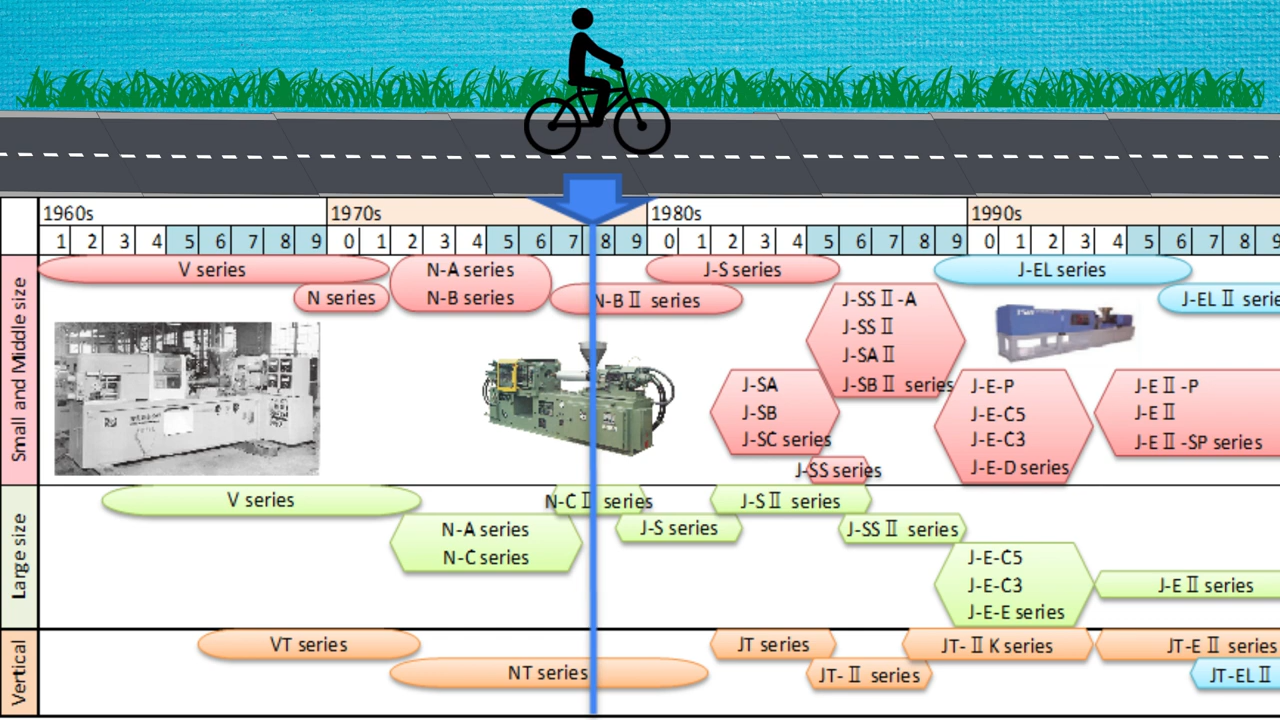 1960s 1970s 1980s 1990s
1 2 3 4 5 6 7 8 9 0 1 2 3 4 5 6 7 8 9 0 1 2 3 4 5 6 7 8 9 0 1 2 3 4 5 6 7 8 9
Small and Middle size
V series
N-A series
N-B series
N series
N-B Ⅱ series
J-S series
J-EL series
J-EL Ⅱ serie
J-SS Ⅱ-A
J-SS Ⅱ
J-SA Ⅱ
J-SB Ⅱ series
J-SA
J-SB
J-SC series
J-SS series
J-E-P
J-E-C5
J-E-C3
J-E-D series
J-E Ⅱ-P
J-E Ⅱ
J-E Ⅱ-SP series
Large size
V series
N-C Ⅱ series
J-S Ⅱ series
N-A series
N-C series
J-S series
J-SS Ⅱ series
J-E-C5
J-E-C3
J-E-E series
J-E Ⅱ series
Vertical
VT series
JT series
JT- Ⅱ K series
JT-E Ⅱ series
NT series
JT- Ⅱ series
JT-EL Ⅱ